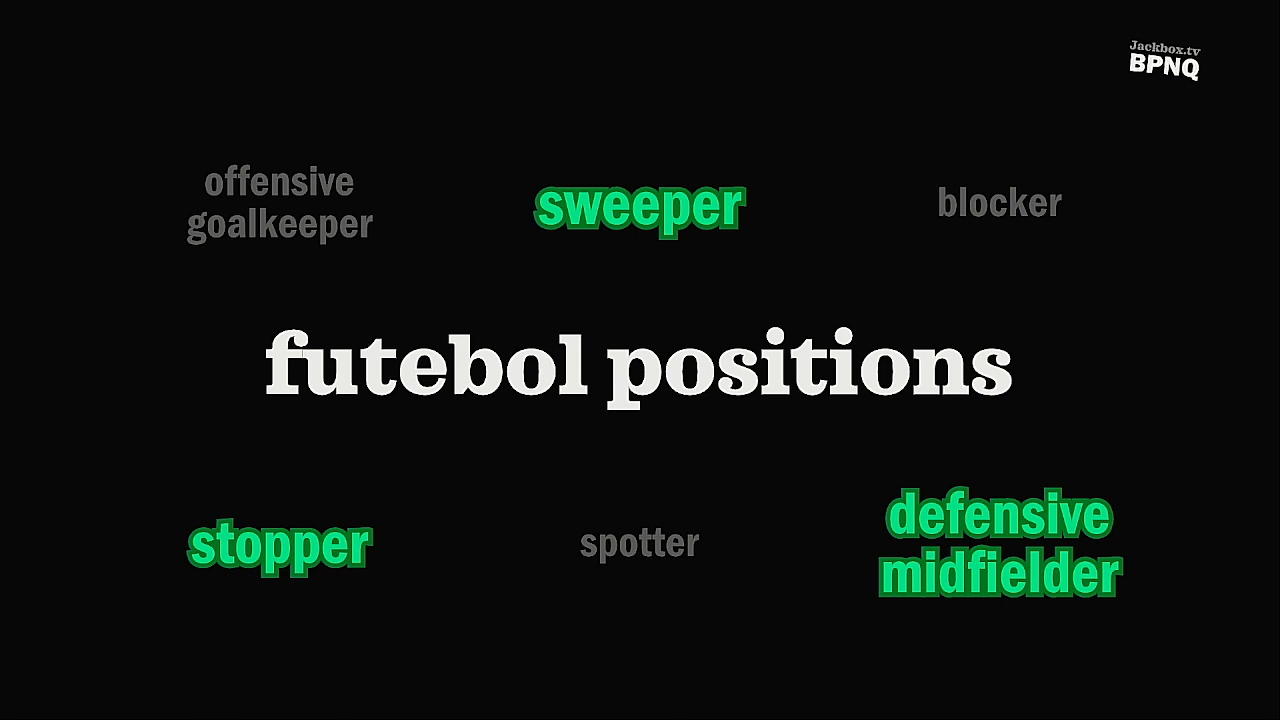 Jackbox.tv
BPNQ
offensive
goalkeeper
sweeper
blocker
futebol positions
stopper
spotter
defensive
midfielder